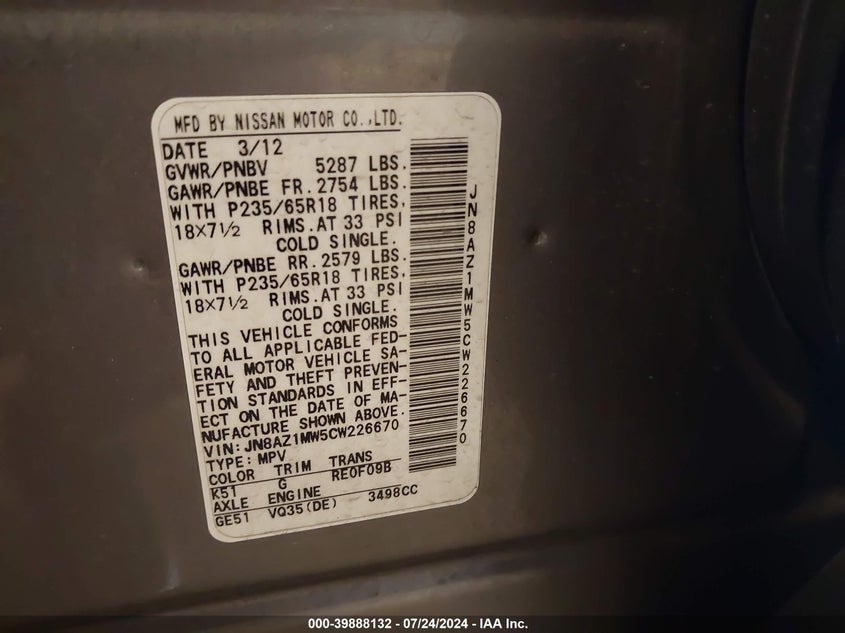 MFD BY NISSAN MOTOR CO.,LTD.
DATE 3/12
GVWR/PNBV 5287 LBS.
GAWR/PNBE FR. 2754 LBS.
WITH P235/65R18 TIRES,
18×7½ RIMS.AT 33 PSI
COLD SINGLE.
GAWR/PNBE RR. 2579 LBS.
WITH P235/65R18 TIRES,
18×7½ RIMS.AT 33 PSI
COLD SINGLE.
THIS VEHICLE CONFORMS
TO ALL APPLICABLE FED-
ERAL MOTOR VEHICLE SA-
FETY AND THEFT PREVEN-
TION STANDARDS IN EFF-
ECT ON THE DATE OF MA-
NUFACTURE SHOWN ABOVE.
VIN:JN8AZ1MW5CW226670
TYPE:MPV
COLOR TRIM TRANS
K51 G RE0F09B
AXLE ENGINE
GE51 VQ35(DE) 3498CC
JN8AZ1MW5CW226670
000-39888132 - 07/24/2024 - IAA Inc.